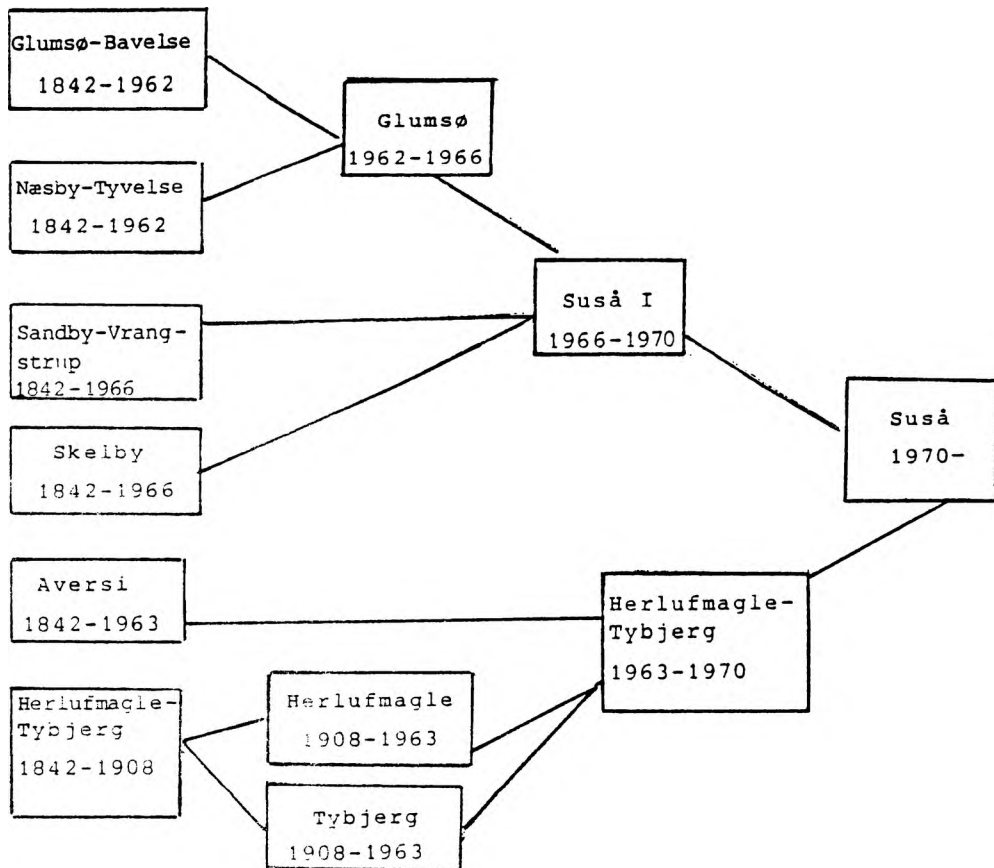 Glumsø-Bavelse
1842-1962
Glumsø
1962-1966
Næsby-Tyvelse
1842-1962
Suså I
1966-1970
Sandby-Vrang-
strup
1842-1966
Suså
1970-
Skelby
1842-1966
Aversi
1842-1963
Herlufmagle-
Tybjerg
1963-1970
Herlufmagle-
Tybjerg
1842-1908
Herlufmagle
1908-1963
Tybjerg
1908-1963